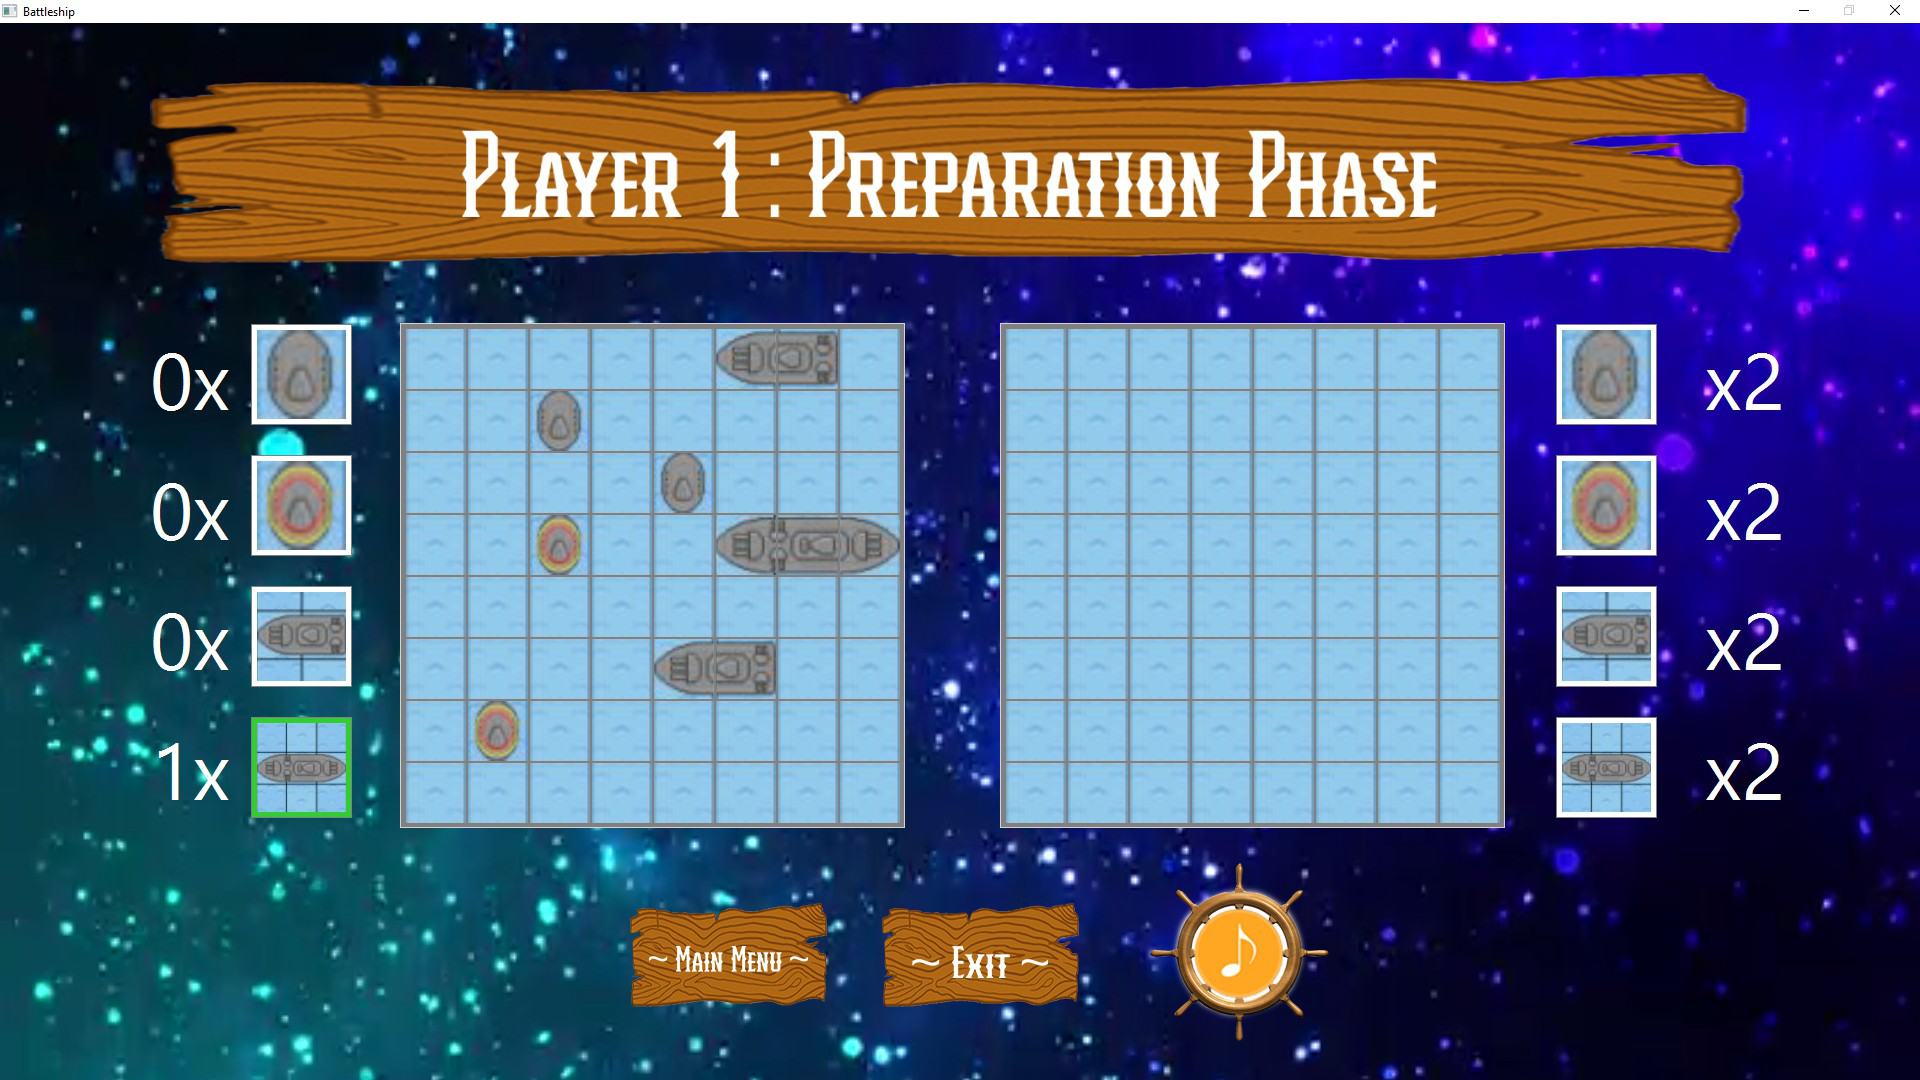 Battleship
Player 1 : Preparation Phase
0x
x2
0x
x2
0x
x2
1x
x2
~ Main Menu ~
~ Exit ~